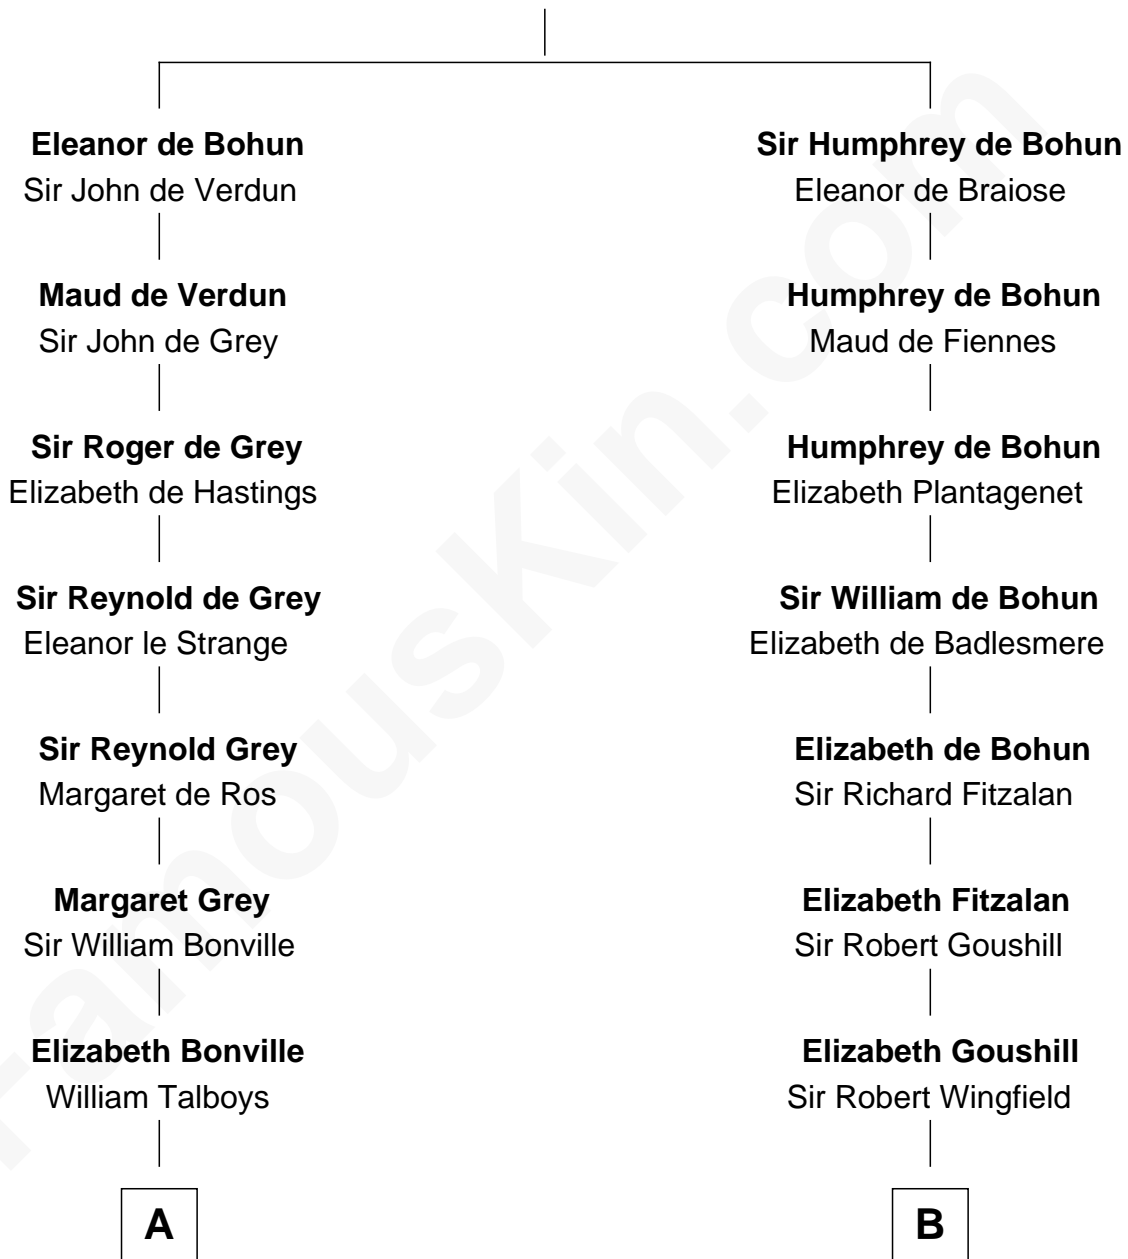 Eleanor de Bohun
Sir John de Verdun
Maud de Verdun
Sir John de Grey
Sir Roger de Grey
Elizabeth de Hastings
Sir Reynold de Grey
Eleanor le Strange
Sir Reynold Grey
Margaret de Ros
Margaret Grey
Sir William Bonville
Elizabeth Bonville
William Talboys
A
Sir Humphrey de Bohun
Eleanor de Braiose
Humphrey de Bohun
Maud de Fiennes
Humphrey de Bohun
Elizabeth Plantagenet
Sir William de Bohun
Elizabeth de Badlesmere
Elizabeth de Bohun
Sir Richard Fitzalan
Elizabeth Fitzalan
Sir Robert Goushill
Elizabeth Goushill
Sir Robert Wingfield
B
FamousKin.com